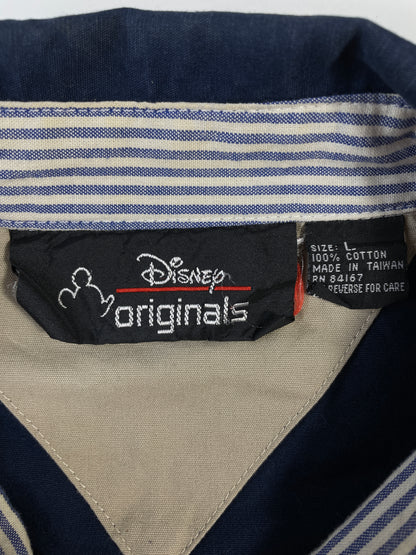 Disney
originals
SIZE: L
100% COTTON
MADE IN TAIWAN
RN 84167
REVERSE FOR CARE